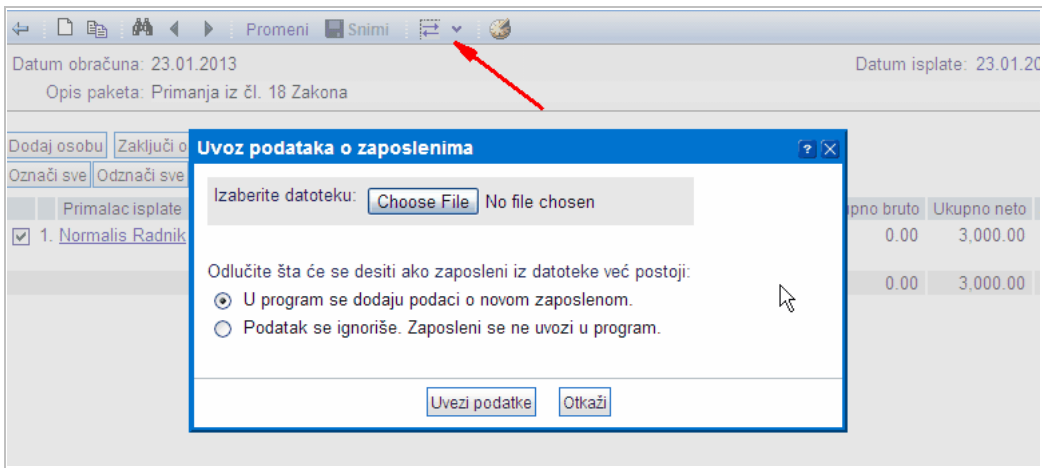 Promeni Snimi
Datum obračuna: 23.01.2013 Datum isplate: 23.01.20
Opis paketa: Primanja iz čl. 18 Zakona
Dodaj osobu Zaključi o
Označi sve Odznači sve
Uvoz podataka o zaposlenima
Izaberite datoteku: Choose File No file chosen
Primalac isplate pno bruto Ukupno neto
1. Normalis Radnik 0.00 3,000.00
Odlučite šta će se desiti ako zaposleni iz datoteke već postoji:
0.00 3,000.00
U program se dodaju podaci o novom zaposlenom.
Podatak se ignoriše. Zaposleni se ne uvozi u program.
Uvezi podatke Otkaži